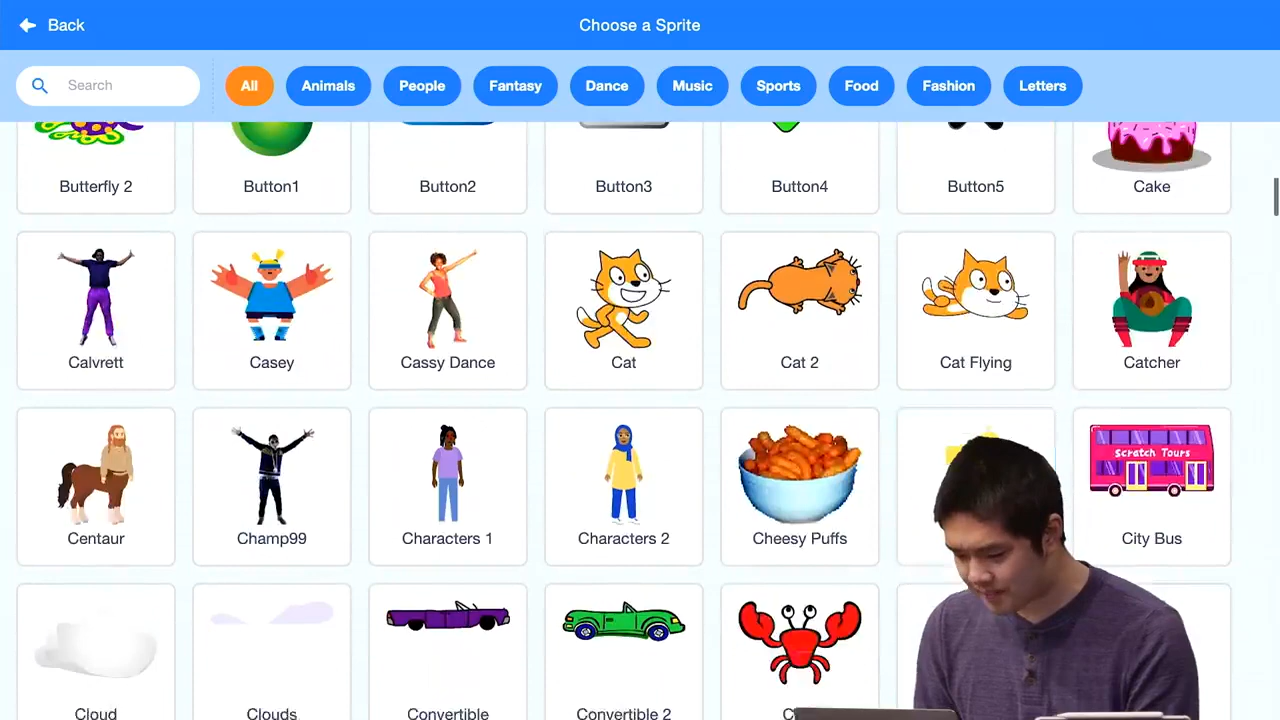 Back
Choose a Sprite
Search
All
Animals
People
Fantasy
Dance
Music
Sports
Food
Fashion
Letters
Butterfly 2
Button1
Button2
Button3
Button4
Button5
Cake
Calvrett
Casey
Cassy Dance
Cat
Cat 2
Cat Flying
Catcher
Scratch Tours
Centaur
Champ99
Characters 1
Characters 2
Cheesy Puffs
City Bus
Cloud
Clouds
Convertible
Convertible 2